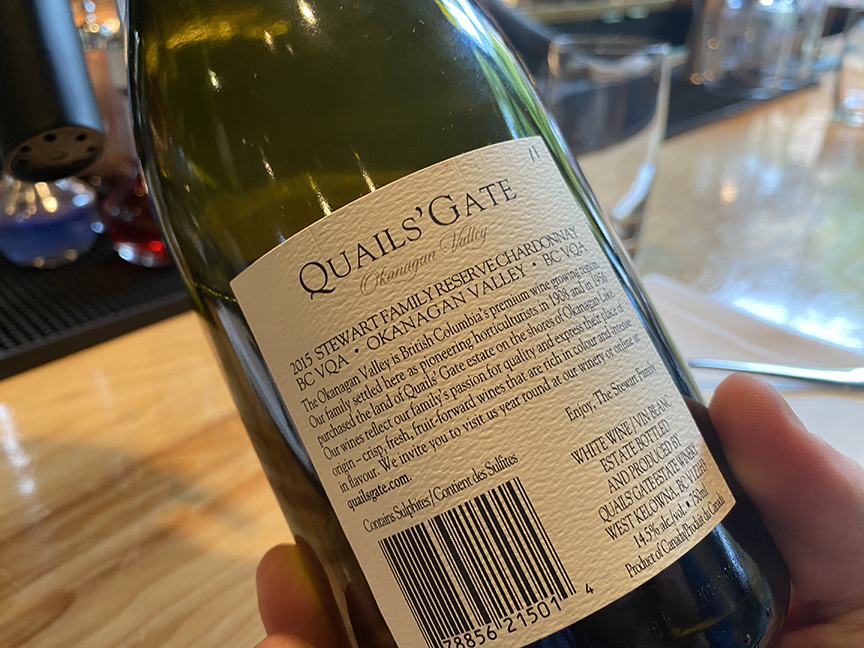 QUAILS' GATE
Okanagan Valley
2015 STEWART FAMILY RESERVE CHARDONNAY
BC VQA • OKANAGAN VALLEY • BC VQA
The Okanagan Valley is British Columbia's premium wine growing region.
Our family settled here as pioneering horticulturists in 1908 and in 1956
purchased the land of Quails' Gate estate on the shores of Okanagan Lake.
Our wines reflect our family's passion for quality and express their place of
origin – crisp, fresh, fruit-forward wines that are rich in colour and intense
in flavour. We invite you to visit us year round at our winery or online at
quailsgate.com.
Enjoy, The Stewart Family
Contains Sulphites / Contient des Sulfites
WHITE WINE / VIN BLANC
ESTATE BOTTLED
AND PRODUCED BY
QUAILS' GATE ESTATE WINERY
WEST KELOWNA, BC V1Z
14.5% alc./vol. • 750ml
Product of Canada/Produit du Canada
78856 21501 4